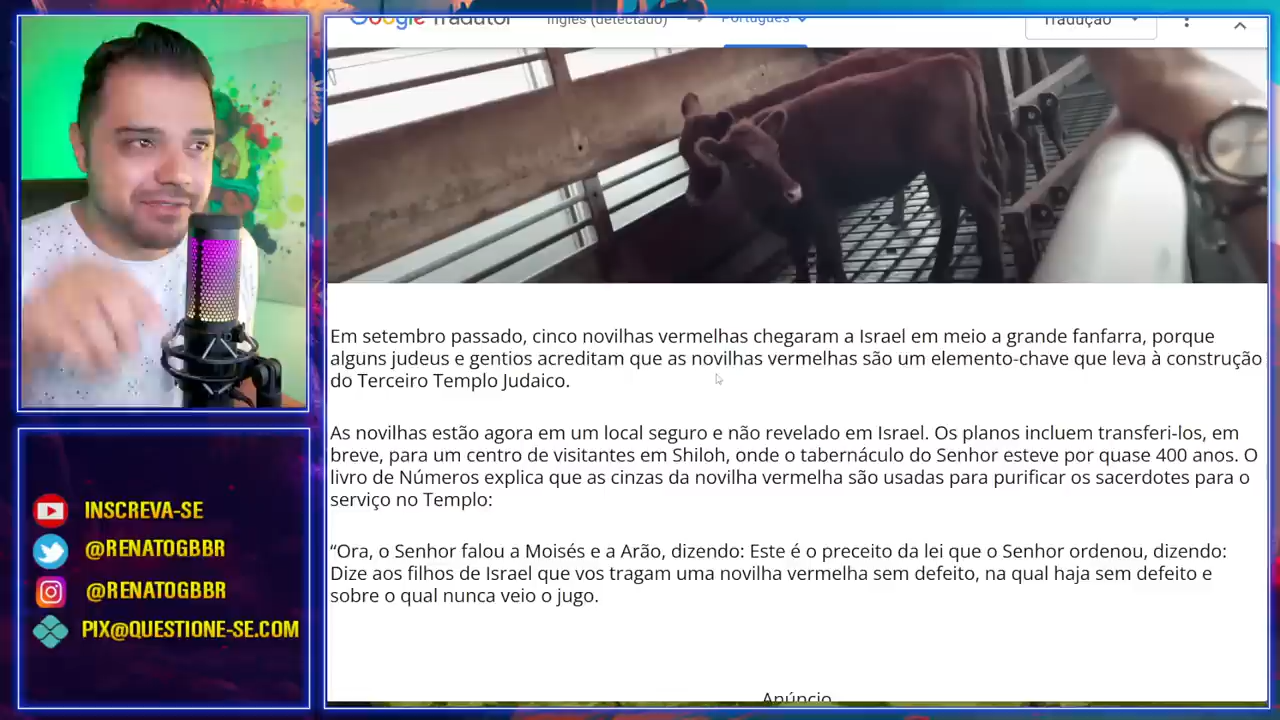 Google Tradutor
Inglês (detectado) → Português
Tradução
Em setembro passado, cinco novilhas vermelhas chegaram a Israel em meio a grande fanfarra, porque
alguns judeus e gentios acreditam que as novilhas vermelhas são um elemento-chave que leva à construção
do Terceiro Templo Judaico.
As novilhas estão agora em um local seguro e não revelado em Israel. Os planos incluem transferi-los, em
breve, para um centro de visitantes em Shiloh, onde o tabernáculo do Senhor esteve por quase 400 anos. O
livro de Números explica que as cinzas da novilha vermelha são usadas para purificar os sacerdotes para o
serviço no Templo:
“Ora, o Senhor falou a Moisés e a Arão, dizendo: Este é o preceito da lei que o Senhor ordenou, dizendo:
Dize aos filhos de Israel que vos tragam uma novilha vermelha sem defeito, na qual haja sem defeito e
sobre o qual nunca veio o jugo.
Anúncio
INSCREVA-SE
@RENATOGBBR
@RENATOGBBR
PIX@QUESTIONE-SE.COM